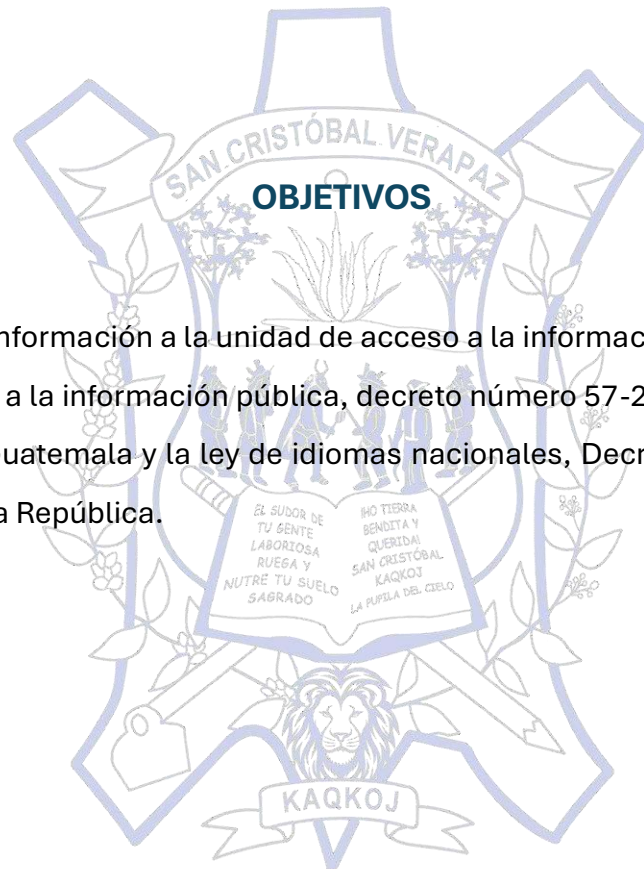 SAN CRISTÓBAL VERAPAZ
OBJETIVOS
nformación a la unidad de acceso a la informac
a a la información pública, decreto número 57-2
uatemala y la ley de idiomas nacionales, Decr
a República.
EL SUDOR DE
TU GENTE
LABORIOSA
RUEGA Y
NUTRE TU SUELO
SAGRADO
¡HO TIERRA
BENDITA Y
QUERIDA!
SAN CRISTÓBAL
KAQKOJ
LA PUPILA DEL CIELO
KAQKOJ